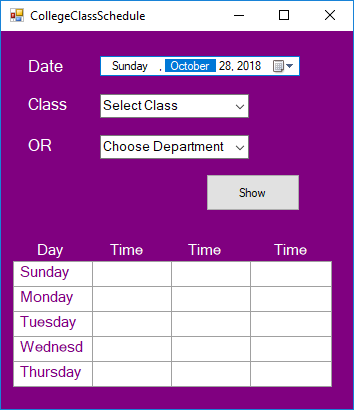 CollegeClassSchedule
Date Sunday , October 28, 2018
Class Select Class
OR Choose Department
Show
Day Time Time Time
Sunday
Monday
Tuesday
Wednesd
Thursday